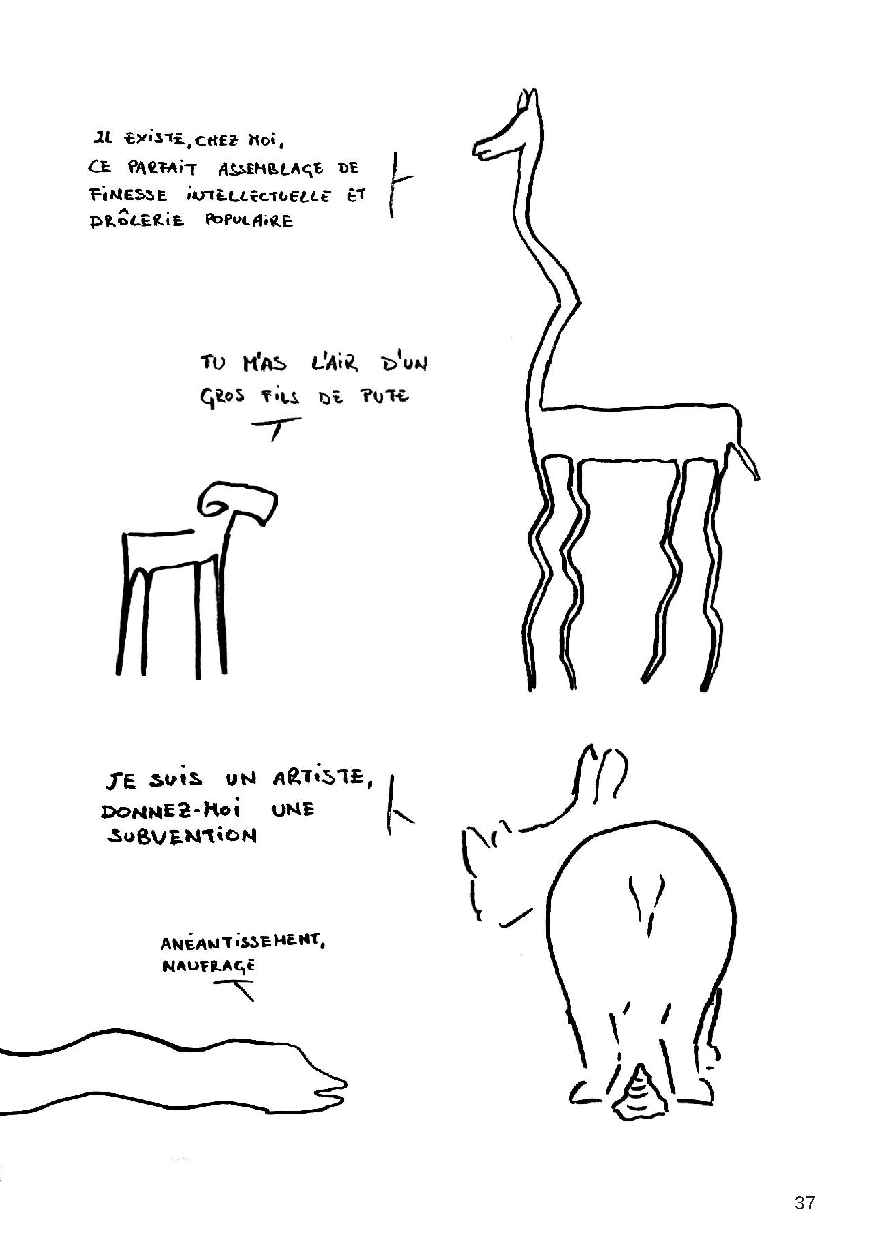 IL EXISTE, CHEZ MOI,
CE PARFAIT ASSEMBLAGE DE
FINESSE INTELLECTUELLE ET
DRÔLERIE POPULAIRE
TU M'AS L'AIR D'UN
GROS FILS DE PUTE
JE SUIS UN ARTISTE,
DONNEZ-MOI UNE
SUBVENTION
ANÉANTISSEMENT,
NAUFRAGE
37